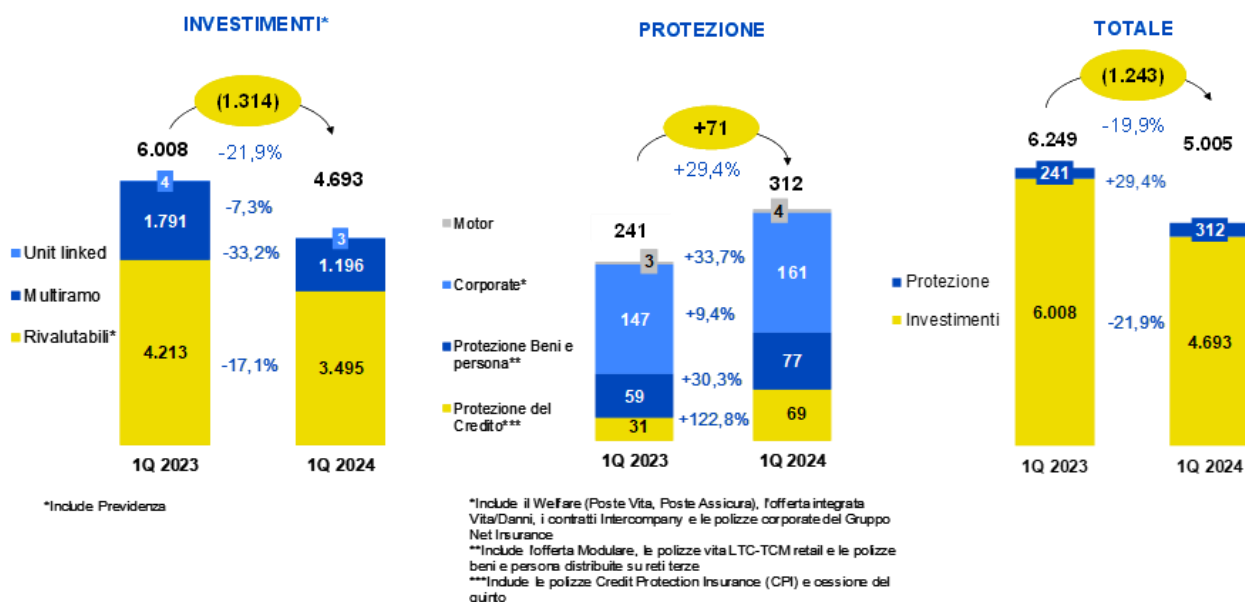 INVESTIMENTI*
(1.314)
6.008
-21,9%
4.693
4
-7,3%
1.791
-33,2%
3
1.196
Unit linked
Multiramo
Rivalutabili*
4.213
-17,1%
3.495
1Q 2023
1Q 2024
*Include Previdenza
PROTEZIONE
+71
+29,4%
312
241
4
3
+33,7%
161
147
+9,4%
77
59
+30,3%
+122,8%
69
31
Motor
Corporate*
Protezione Beni e
persona**
Protezione del
Credito***
1Q 2023
1Q 2024
*Include il Welfare (Poste Vita, Poste Assicura), l'offerta integrata
Vita/Danni, i contratti Intercompany e le polizze corporate del Gruppo
Net Insurance
**Include l'offerta Modulare, le polizze vita LTC-TCM retail e le polizze
beni e persona distribuite su reti terze
***Include le polizze Credit Protection Insurance (CPI) e cessione del
quinto
TOTALE
(1.243)
-19,9%
6.249
5.005
241
+29,4%
312
Protezione
Investimenti
6.008
-21,9%
4.693
1Q 2023
1Q 2024